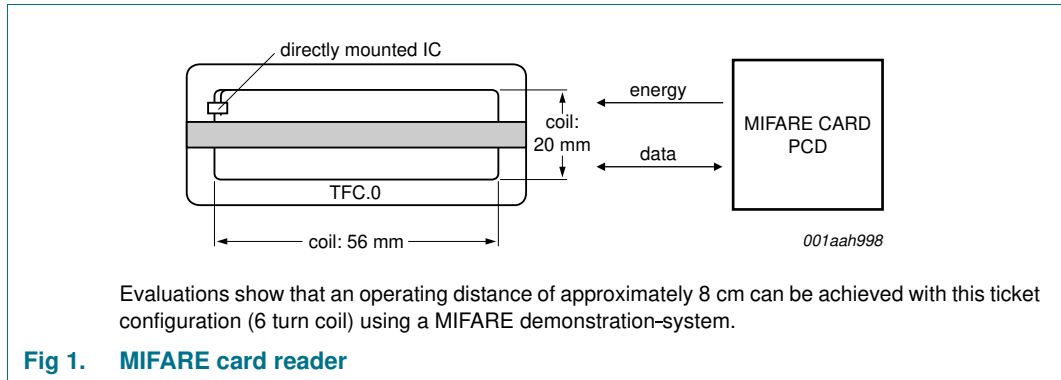 directly mounted IC
coil:
20 mm
TFC.0
coil: 56 mm
energy
data
MIFARE CARD
PCD
001aah998
Evaluations show that an operating distance of approximately 8 cm can be achieved with this ticket
configuration (6 turn coil) using a MIFARE demonstration-system.
Fig 1. MIFARE card reader